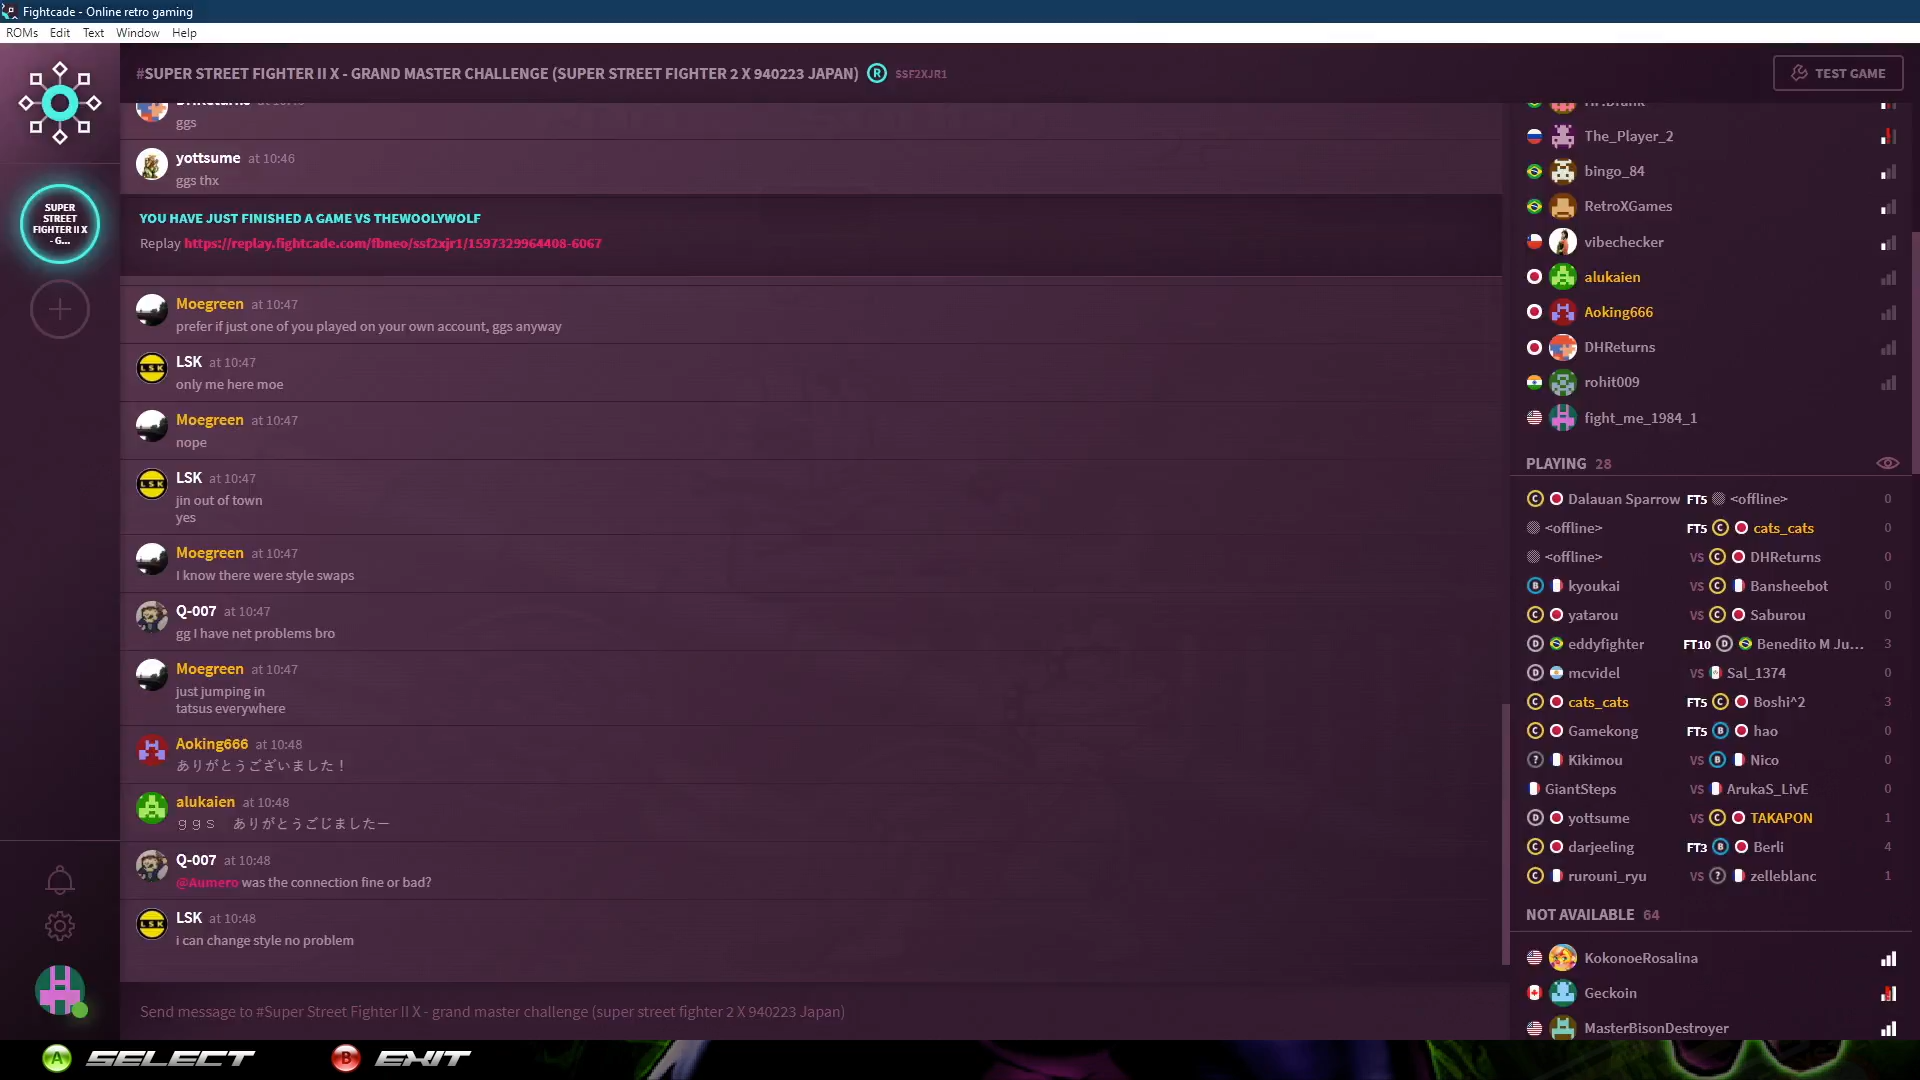 Fightcade - Online retro gaming
ROMs Edit Text Window Help
#SUPER STREET FIGHTER II X - GRAND MASTER CHALLENGE (SUPER STREET FIGHTER 2 X 940223 JAPAN) R SSF2XJR1
TEST GAME
SUPER
STREET
FIGHTER II X
- G...
ggs
yottsume at 10:46
ggs thx
YOU HAVE JUST FINISHED A GAME VS THEWOOLYWOLF
Replay https://replay.fightcade.com/fbneo/ssf2xjr1/1597329964408-6067
Moegreen at 10:47
prefer if just one of you played on your own account, ggs anyway
LSK at 10:47
only me here moe
Moegreen at 10:47
nope
LSK at 10:47
jin out of town
yes
Moegreen at 10:47
I know there were style swaps
Q-007 at 10:47
gg I have net problems bro
Moegreen at 10:47
just jumping in
tatsus everywhere
Aoking666 at 10:48
ありがとうございました！
alukaien at 10:48
ｇｇｓ　ありがとうごじましたー
Q-007 at 10:48
@Aumero was the connection fine or bad?
LSK at 10:48
i can change style no problem
Send message to #Super Street Fighter II X - grand master challenge (super street fighter 2 X 940223 Japan)
The_Player_2
bingo_84
RetroXGames
vibechecker
alukaien
Aoking666
DHReturns
rohit009
fight_me_1984_1
PLAYING 28
C Dalauan Sparrow FT5 <offline> 0
<offline> FT5 C cats_cats 0
<offline> VS C DHReturns 0
B kyoukai VS C Bansheebot 0
C yatarou VS C Saburou 0
D eddyfighter FT10 D Benedito M Ju... 3
D mcvidel VS Sal_1374 0
C cats_cats FT5 C Boshi^2 3
C Gamekong FT5 B hao 0
? Kikimou VS B Nico 0
GiantSteps VS ArukaS_LivE 0
D yottsume VS C TAKAPON 1
C darjeeling FT3 B Berli 4
C rurouni_ryu VS ? zelleblanc 1
NOT AVAILABLE 64
KokonoeRosalina
Geckoin
MasterBisonDestroyer
A SELECT B EXIT